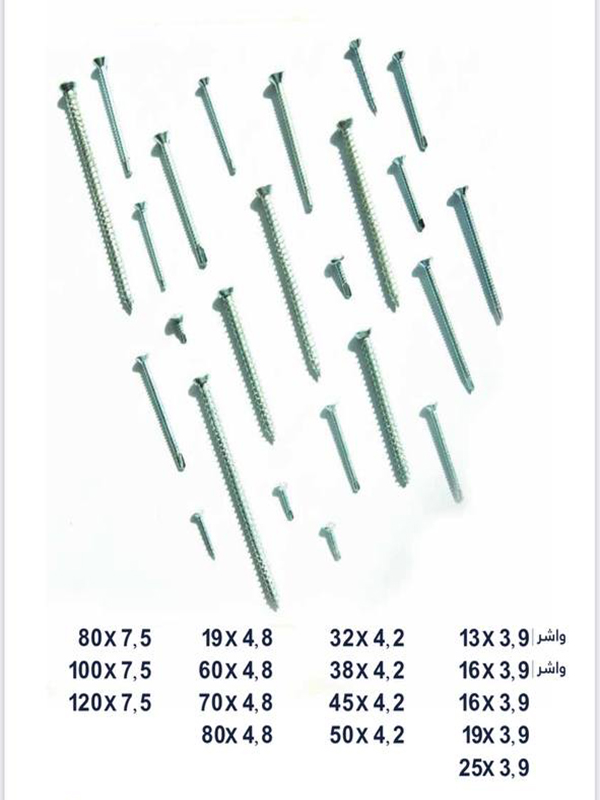 80X 7,5 19X 4,8 32X 4,2 13X 3,9 | واشر
100X 7,5 60X 4,8 38X 4,2 16X 3,9 | واشر
120X 7,5 70X 4,8 45X 4,2 16X 3,9
80X 4,8 50X 4,2 19X 3,9
25X 3,9